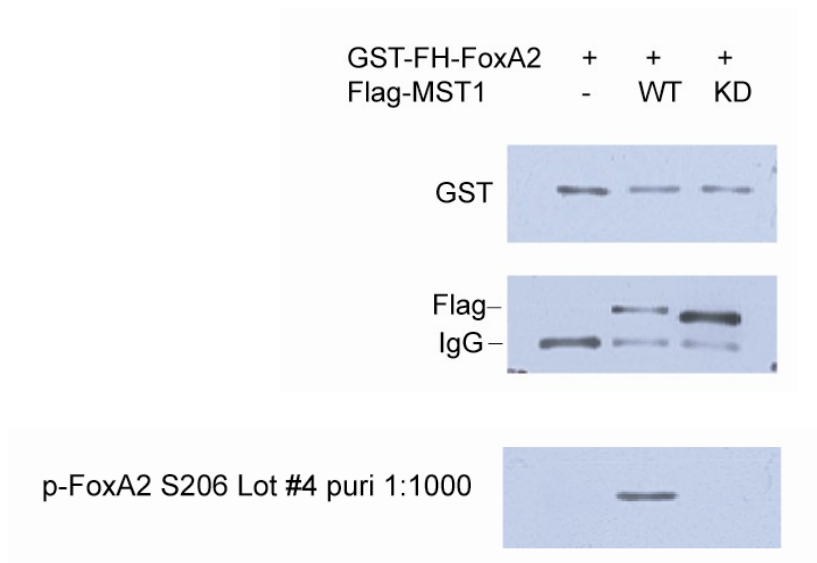 GST-FH-FoxA2 + + +
Flag-MST1 - WT KD
GST
Flag
IgG
p-FoxA2 S206 Lot #4 puri 1:1000